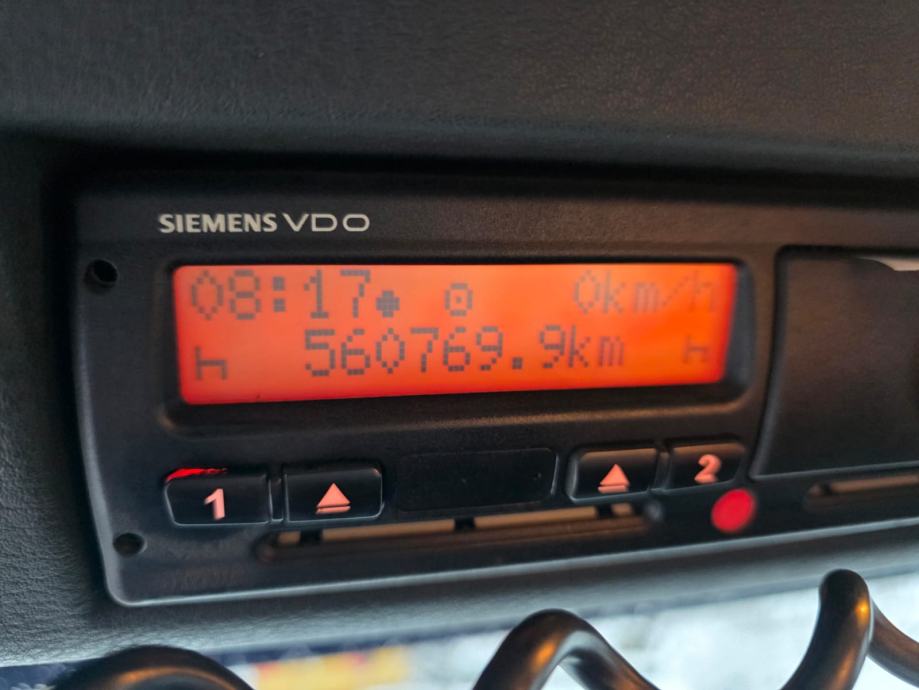 SIEMENS VDO
08:17 0km/h
560769.9km
1 2